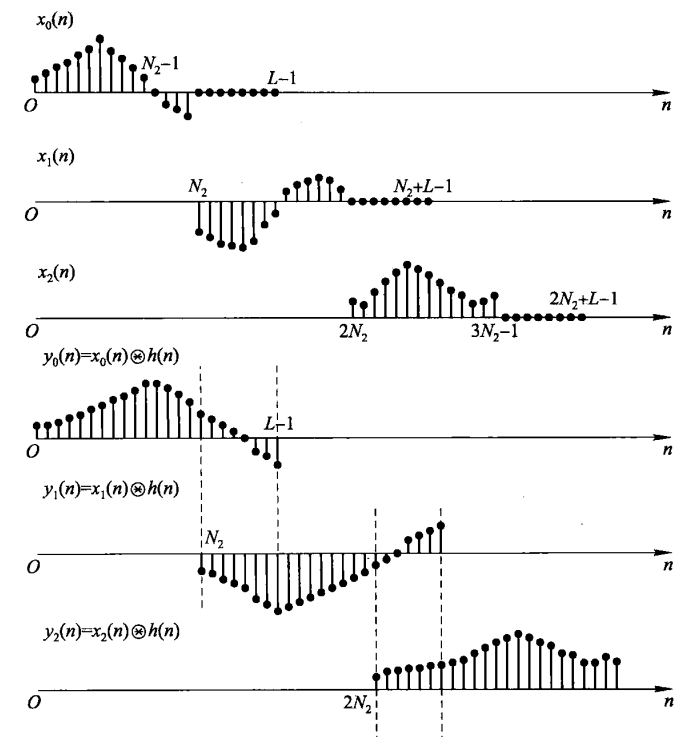 x₀(n)
N₂−1
L−1
O
n
x₁(n)
N₂
N₂+L−1
O
n
x₂(n)
2N₂+L−1
O
2N₂
3N₂−1
n
y₀(n)=x₀(n)⊛h(n)
L−1
O
n
y₁(n)=x₁(n)⊛h(n)
N₂
O
n
y₂(n)=x₂(n)⊛h(n)
O
2N₂
n